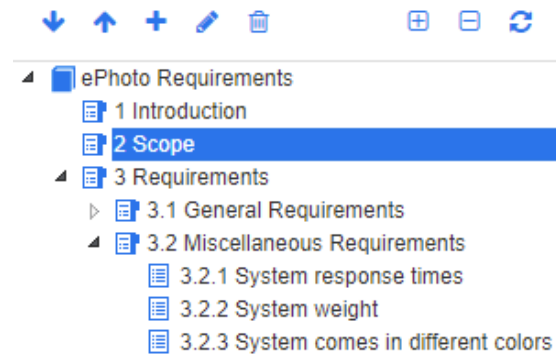 ePhoto Requirements
1 Introduction
2 Scope
3 Requirements
3.1 General Requirements
3.2 Miscellaneous Requirements
3.2.1 System response times
3.2.2 System weight
3.2.3 System comes in different colors